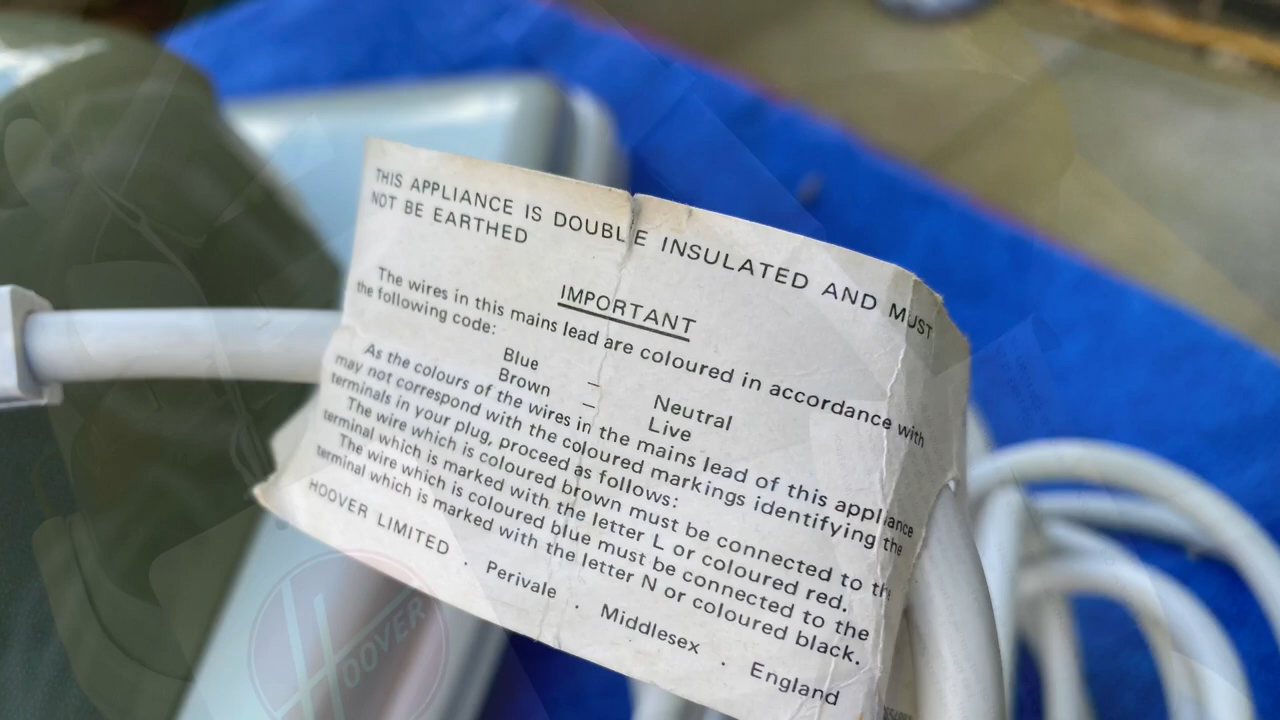 THIS APPLIANCE IS DOUBLE INSULATED AND MUST
NOT BE EARTHED
IMPORTANT
The wires in this mains lead are coloured in accordance with
the following code:
Blue – Neutral
Brown – Live
As the colours of the wires in the mains lead of this appliance
may not correspond with the coloured markings identifying the
terminals in your plug, proceed as follows:
The wire which is coloured brown must be connected to the
terminal which is marked with the letter L or coloured red.
The wire which is coloured blue must be connected to the
terminal which is marked with the letter N or coloured black.
HOOVER LIMITED . Perivale . Middlesex . England
HOOVER